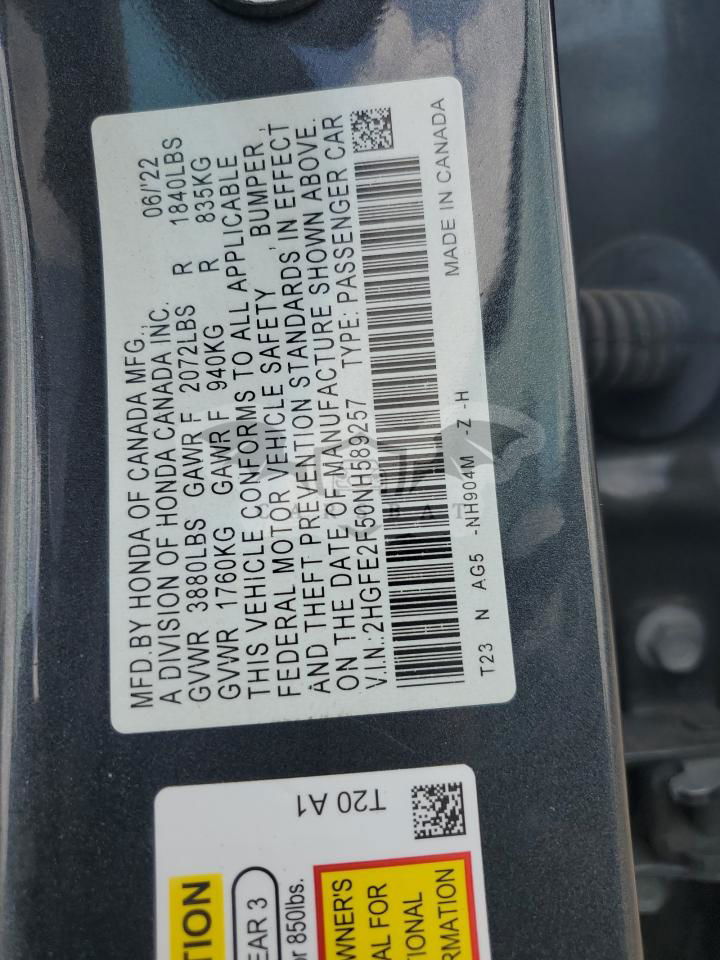 MFD.BY HONDA OF CANADA MFG.,
A DIVISION OF HONDA CANADA INC. 06/'22
GVWR 3880LBS GAWR F 2072LBS R 1840LBS
GVWR 1760KG GAWR F 940KG R 835KG
THIS VEHICLE CONFORMS TO ALL APPLICABLE
FEDERAL MOTOR VEHICLE SAFETY, BUMPER,
AND THEFT PREVENTION STANDARDS IN EFFECT
ON THE DATE OF MANUFACTURE SHOWN ABOVE.
V.I.N.:2HGFE2F50NH589257 TYPE: PASSENGER CAR
T23 N AG5 -NH904M -Z -H
MADE IN CANADA
T20 A1
TION
EAR 3
r 850lbs.
WNER'S
AL FOR
TIONAL
RMATION